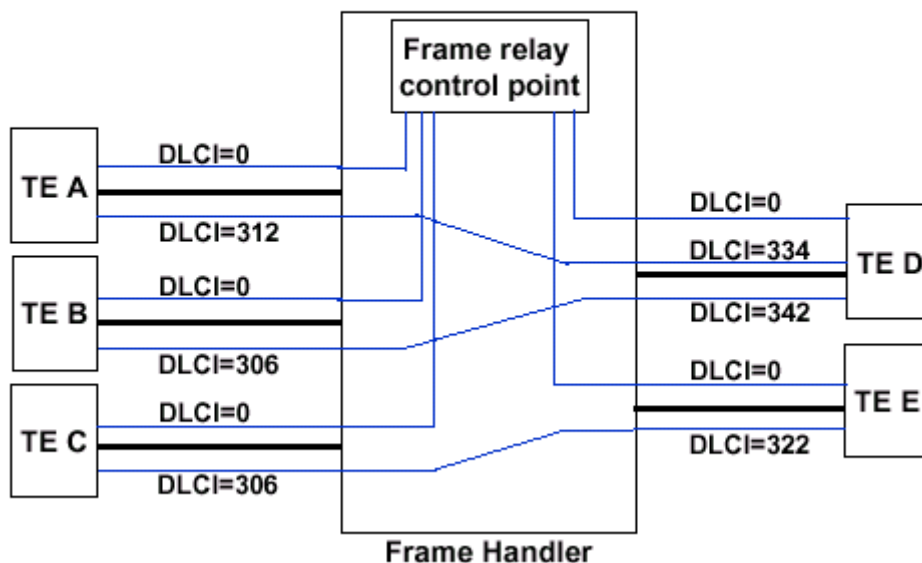 Frame relay
control point
DLCI=0
TE A
DLCI=312
DLCI=0
TE B
DLCI=306
DLCI=0
TE C
DLCI=306
DLCI=0
DLCI=334
TE D
DLCI=342
DLCI=0
TE E
DLCI=322
Frame Handler